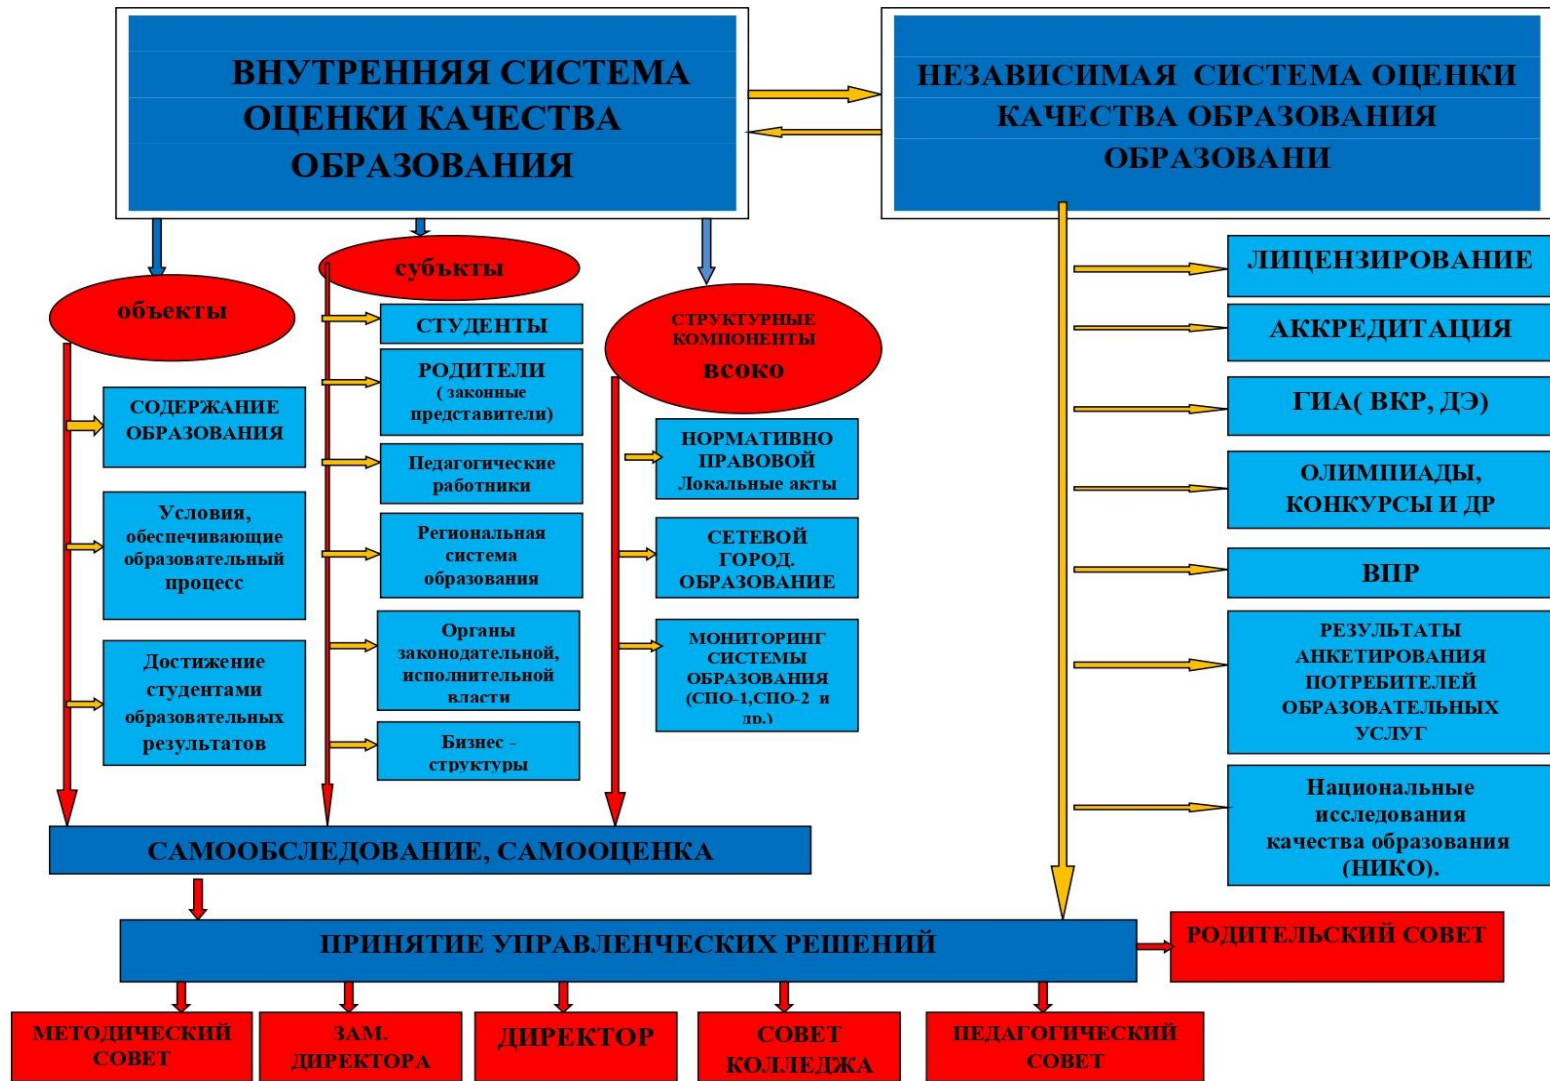 ВНУТРЕННЯЯ СИСТЕМА
ОЦЕНКИ КАЧЕСТВА
ОБРАЗОВАНИЯ
НЕЗАВИСИМАЯ СИСТЕМА ОЦЕНКИ
КАЧЕСТВА ОБРАЗОВАНИЯ
ОБРАЗОВАНИ
объекты
СОДЕРЖАНИЕ
ОБРАЗОВАНИЯ
Условия,
обеспечивающие
образовательный
процесс
Достижение
студентами
образовательных
результатов
субъкты
СТУДЕНТЫ
РОДИТЕЛИ
( законные
представители)
Педагогические
работники
Региональная
система
образования
Органы
законодательной,
исполнительной
власти
Бизнес -
структуры
СТРУКТУРНЫЕ
КОМПОНЕНТЫ
ВСОКО
НОРМАТИВНО
ПРАВОВОЙ
Локальные акты
СЕТЕВОЙ
ГОРОД.
ОБРАЗОВАНИЕ
МОНИТОРИНГ
СИСТЕМЫ
ОБРАЗОВАНИЯ
(СПО-1,СПО-2 и
др.)
ЛИЦЕНЗИРОВАНИЕ
АККРЕДИТАЦИЯ
ГИА( ВКР, ДЭ)
ОЛИМПИАДЫ,
КОНКУРСЫ И ДР
ВПР
РЕЗУЛЬТАТЫ
АНКЕТИРОВАНИЯ
ПОТРЕБИТЕЛЕЙ
ОБРАЗОВАТЕЛЬНЫХ
УСЛУГ
Национальные
исследования
качества образования
(НИКО).
САМООБСЛЕДОВАНИЕ, САМООЦЕНКА
ПРИНЯТИЕ УПРАВЛЕНЧЕСКИХ РЕШЕНИЙ
РОДИТЕЛЬСКИЙ СОВЕТ
МЕТОДИЧЕСКИЙ
СОВЕТ
ЗАМ.
ДИРЕКТОРА
ДИРЕКТОР
СОВЕТ
КОЛЛЕДЖА
ПЕДАГОГИЧЕСКИЙ
СОВЕТ